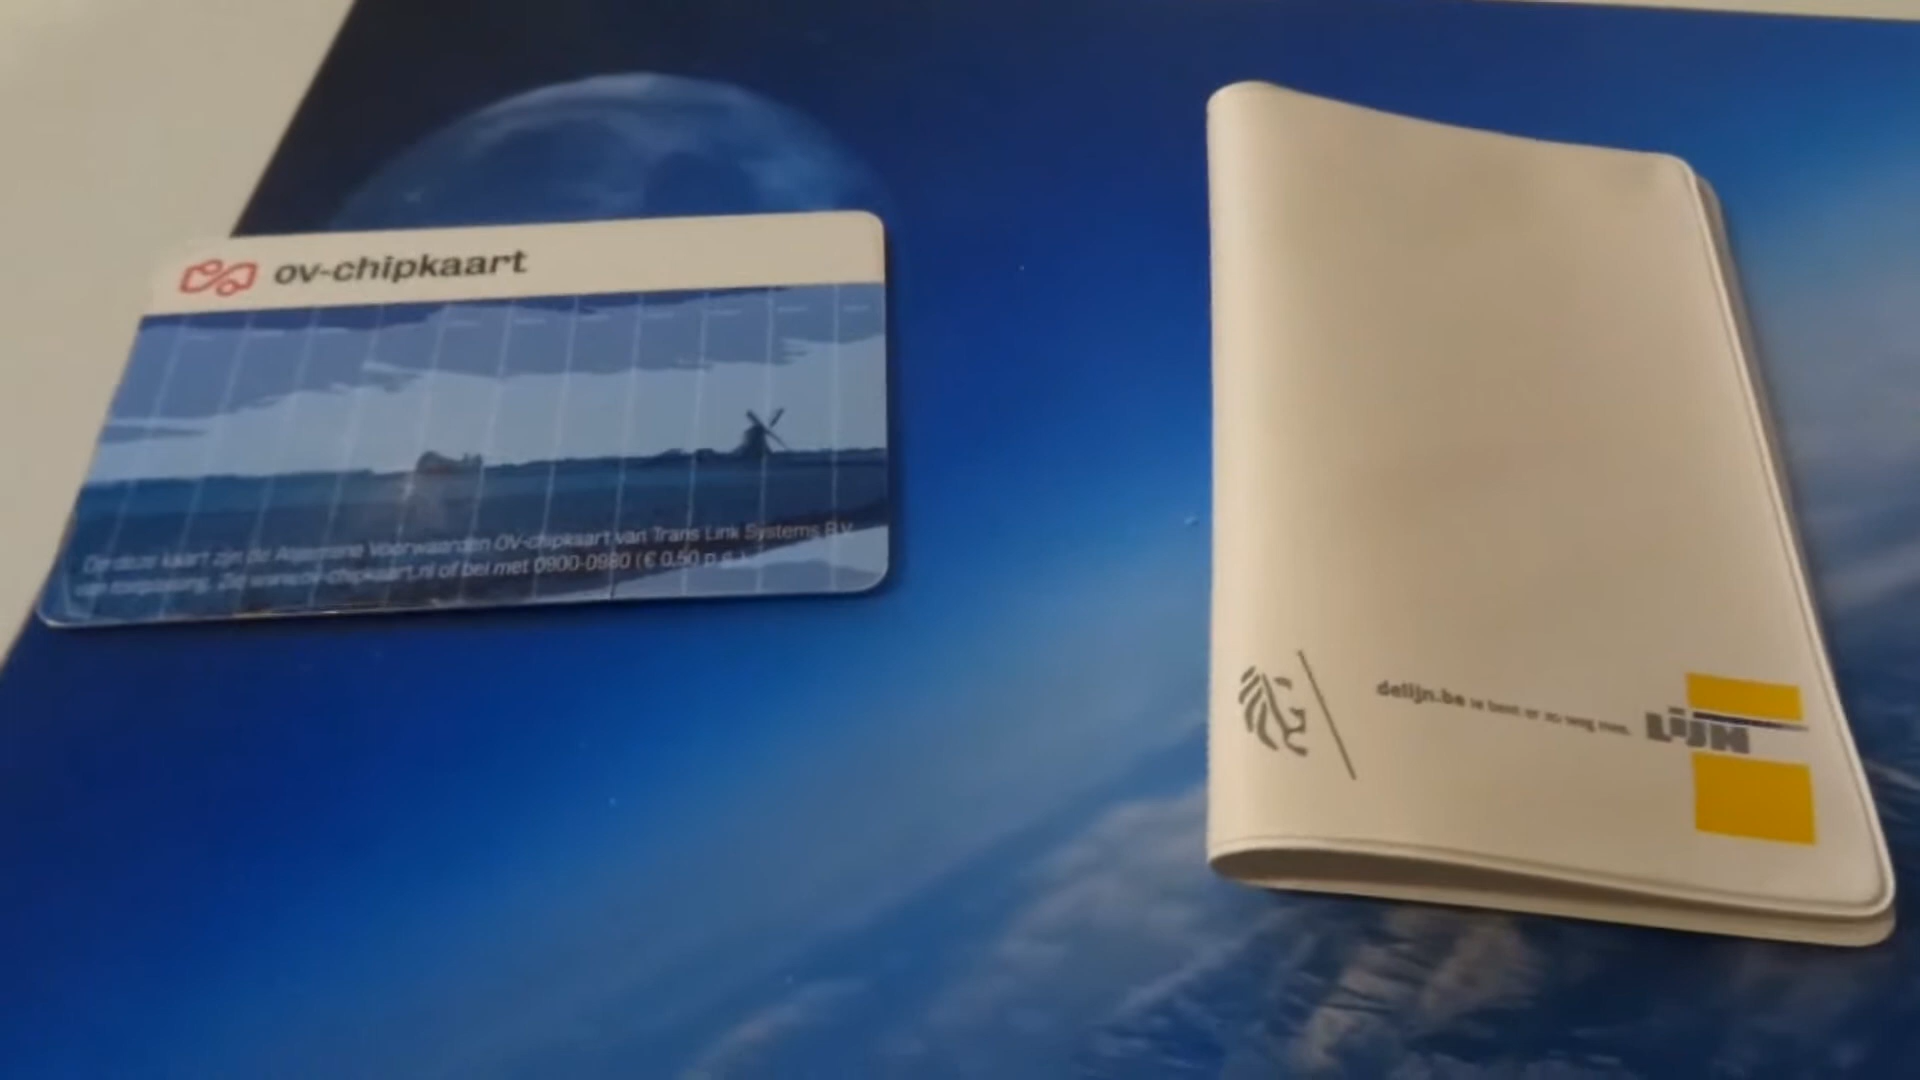 ov-chipkaart
Op deze kaart zijn de Algemene Voorwaarden OV-chipkaart van Trans Link Systems B.V.
van toepassing. Zie www.ov-chipkaart.nl of bel met 0900-0980 (€ 0,50 p.g.).
delijn.be
LIJN